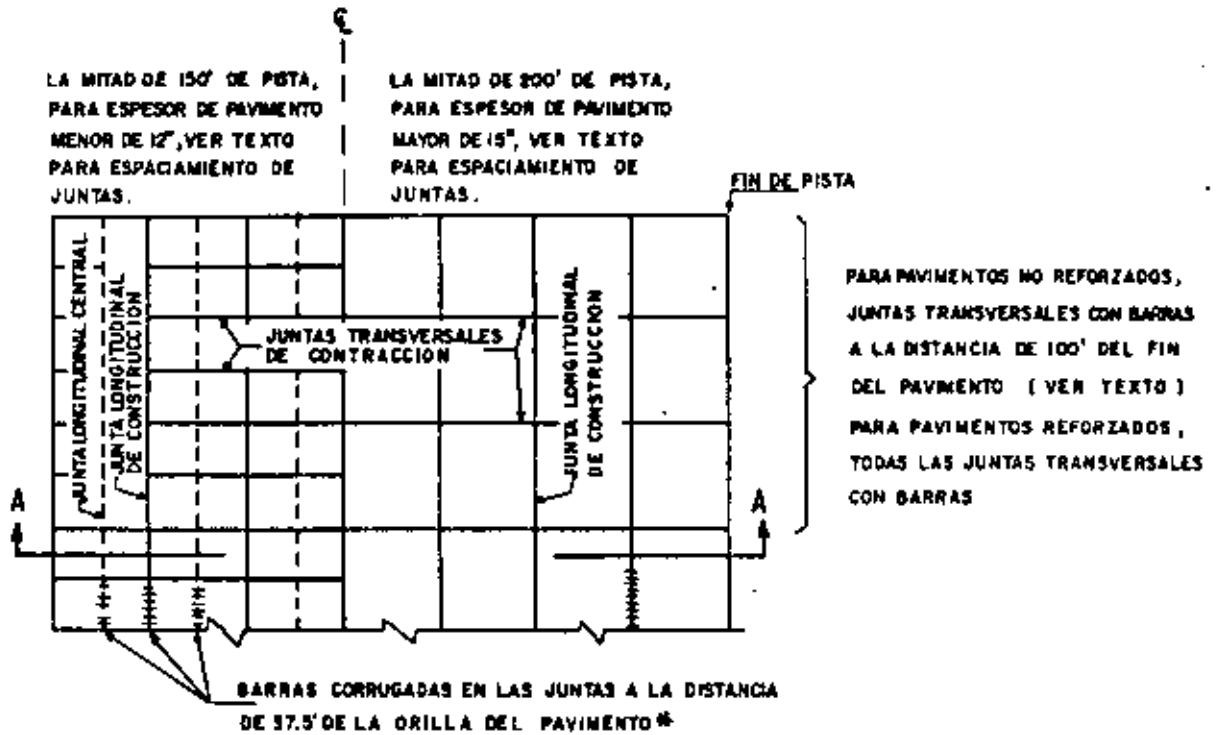 ℄
LA MITAD DE 150' DE PISTA,
PARA ESPESOR DE PAVIMENTO
MENOR DE 12", VER TEXTO
PARA ESPACIAMIENTO DE
JUNTAS.
LA MITAD DE 200' DE PISTA,
PARA ESPESOR DE PAVIMENTO
MAYOR DE 15", VER TEXTO
PARA ESPACIAMIENTO DE
JUNTAS.
FIN DE PISTA
JUNTA LONGITUDINAL CENTRAL
JUNTA LONGITUDINAL
DE CONSTRUCCION
JUNTAS TRANSVERSALES
DE CONTRACCION
JUNTA LONGITUDINAL
DE CONSTRUCCION
PARA PAVIMENTOS NO REFORZADOS,
JUNTAS TRANSVERSALES CON BARRAS
A LA DISTANCIA DE 100' DEL FIN
DEL PAVIMENTO (VER TEXTO)
PARA PAVIMENTOS REFORZADOS,
TODAS LAS JUNTAS TRANSVERSALES
CON BARRAS
A
A
BARRAS CORRUGADAS EN LAS JUNTAS A LA DISTANCIA
DE 37.5' DE LA ORILLA DEL PAVIMENTO *